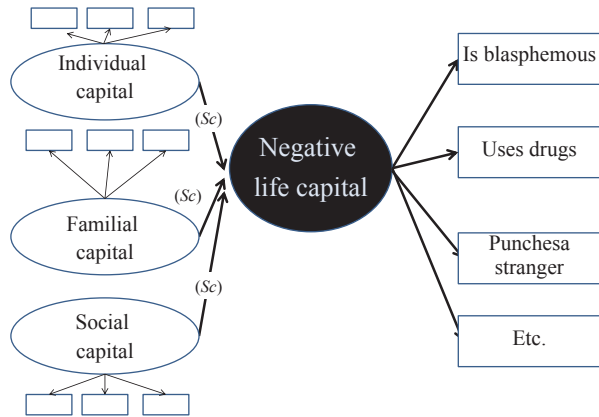 Individual
capital
(Sc)
Familial
capital
(Sc)
Social
capital
(Sc)
Negative
life capital
Is blasphemous
Uses drugs
Punchesa
stranger
Etc.